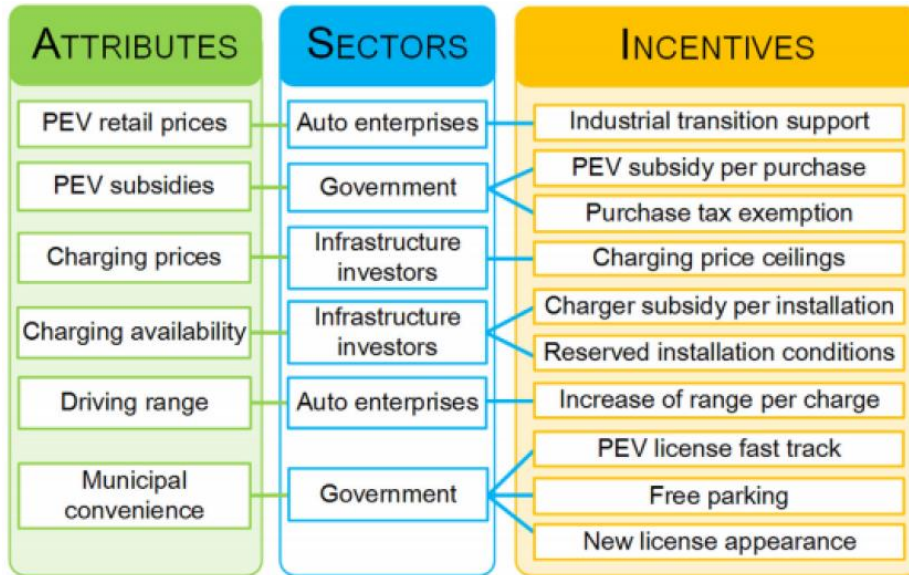 ATTRIBUTES
SECTORS
INCENTIVES
PEV retail prices
Auto enterprises
Industrial transition support
PEV subsidies
Government
PEV subsidy per purchase
Purchase tax exemption
Charging prices
Infrastructure
investors
Charging price ceilings
Charging availability
Infrastructure
investors
Charger subsidy per installation
Reserved installation conditions
Driving range
Auto enterprises
Increase of range per charge
Municipal
convenience
Government
PEV license fast track
Free parking
New license appearance